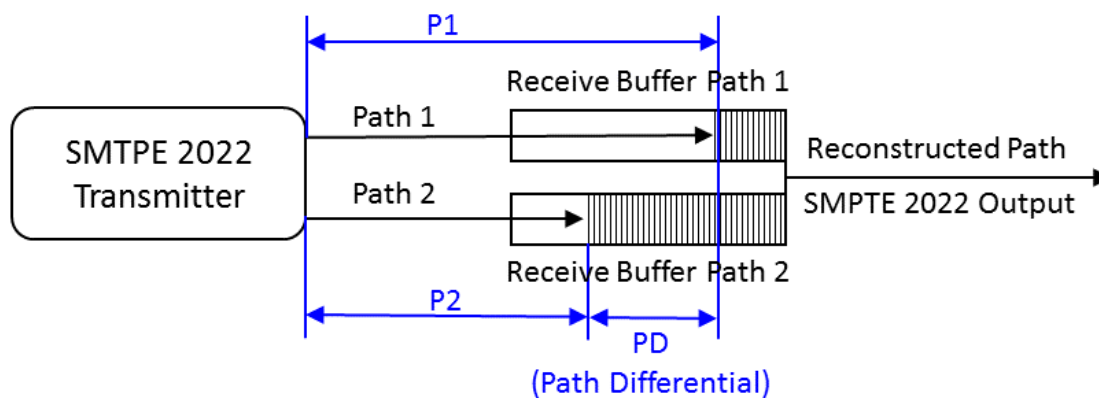 P1
Receive Buffer Path 1
Path 1
SMTPE 2022
Transmitter
Reconstructed Path
Path 2
SMPTE 2022 Output
Receive Buffer Path 2
P2
PD
(Path Differential)